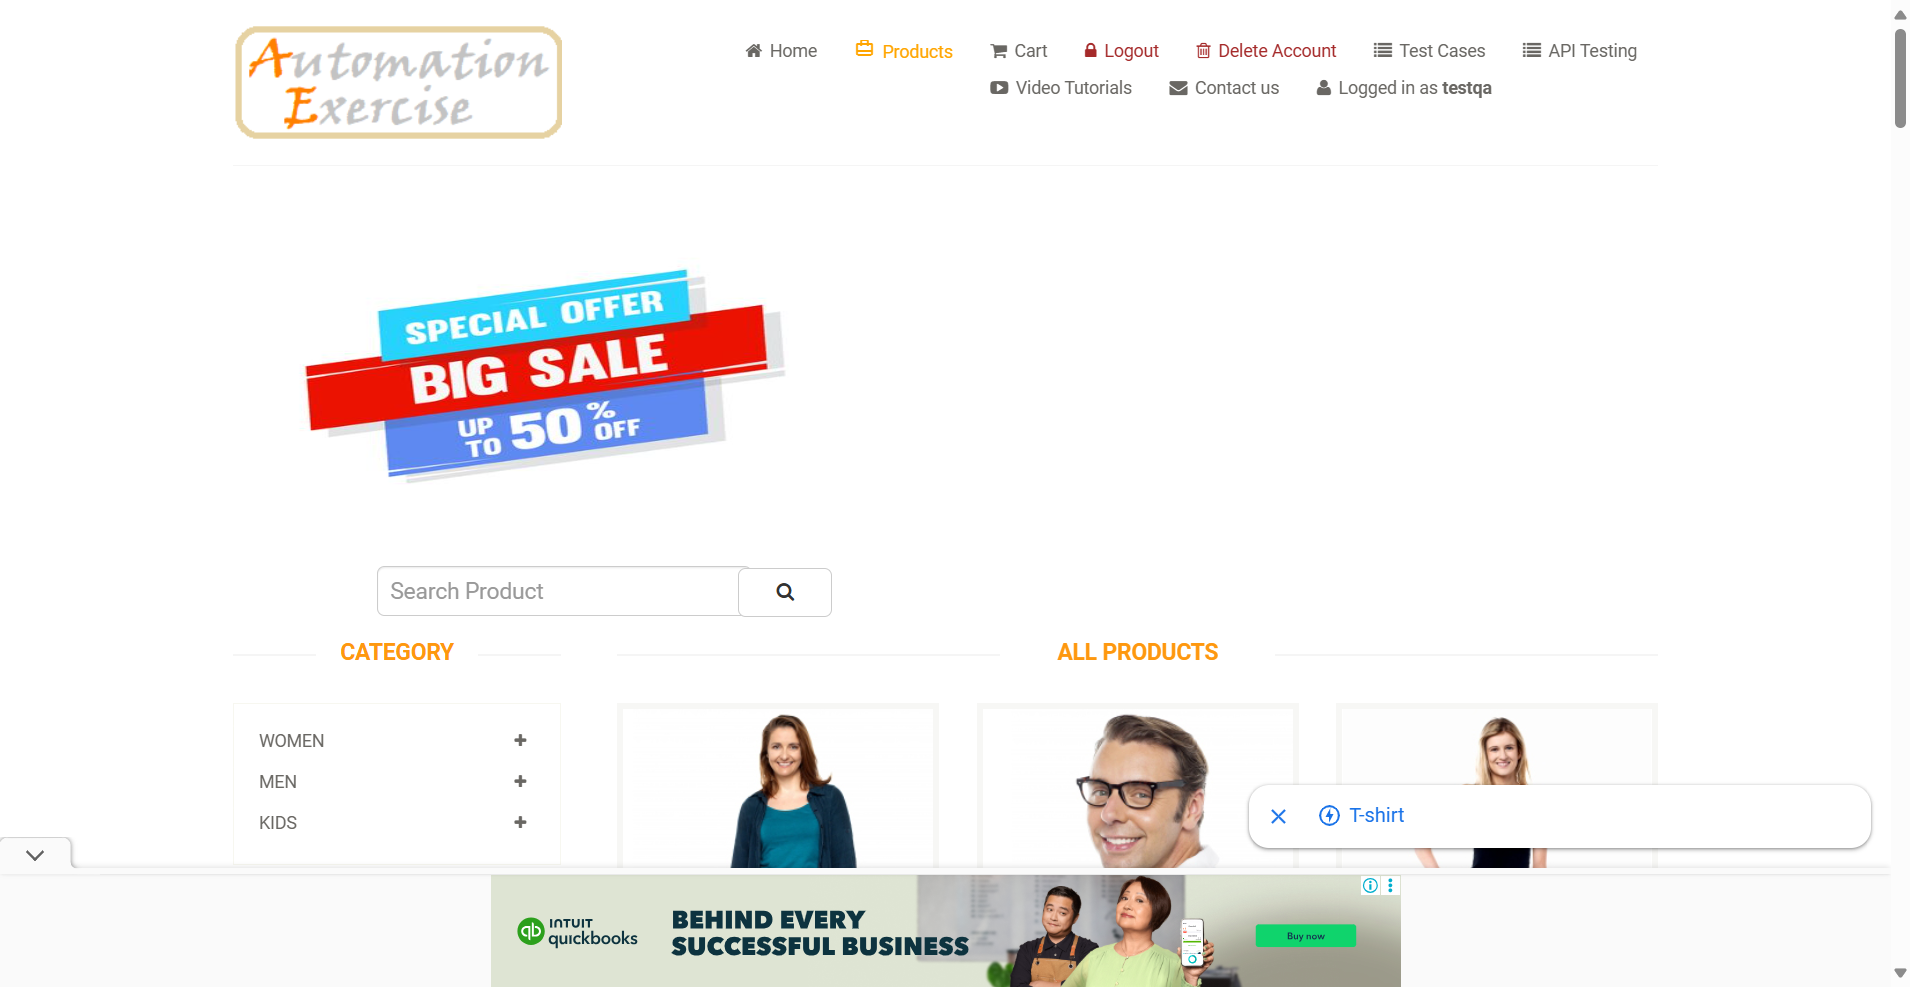 Automation
Exercise
Home
Products
Cart
Logout
Delete Account
Test Cases
API Testing
Video Tutorials
Contact us
Logged in as testqa
SPECIAL OFFER
BIG SALE
UP TO 50% OFF
Search Product
CATEGORY
ALL PRODUCTS
WOMEN
MEN
KIDS
T-shirt
qb INTUIT quickbooks
BEHIND EVERY
SUCCESSFUL BUSINESS
Buy now